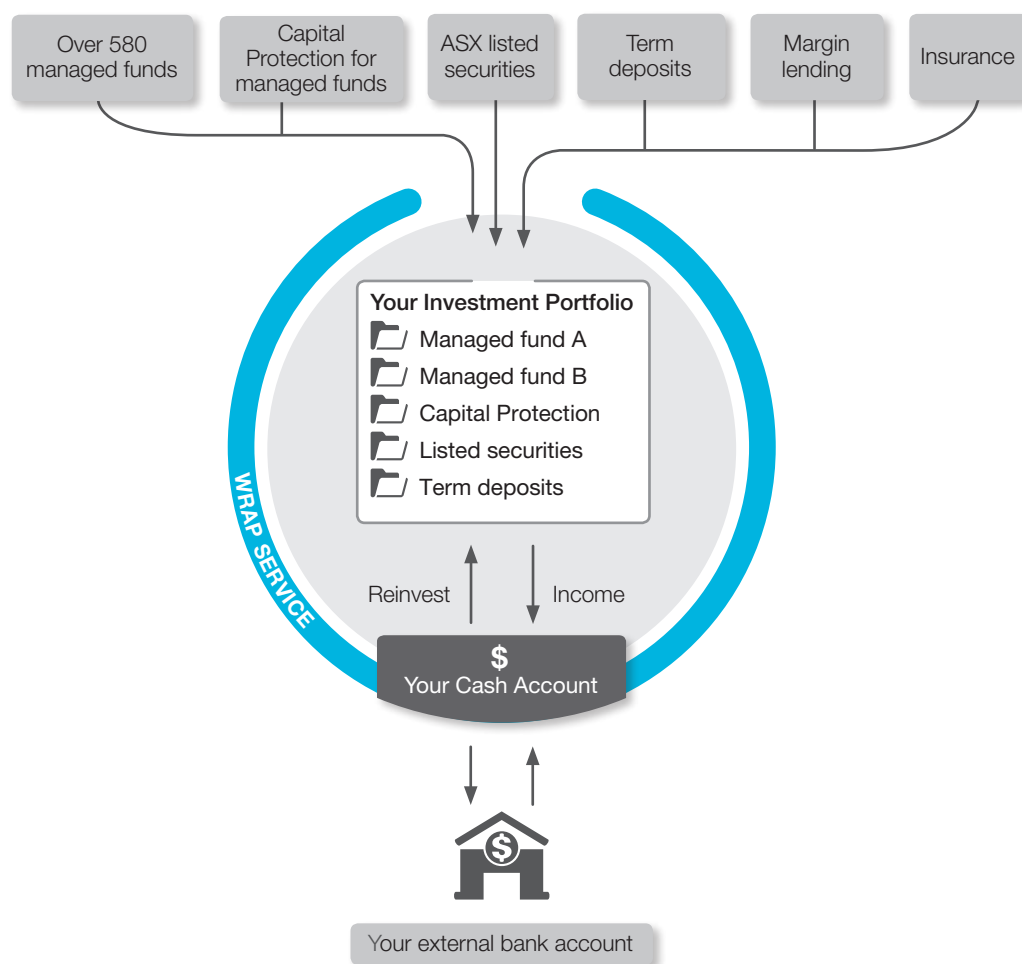 Over 580
managed funds
Capital
Protection for
managed funds
ASX listed
securities
Term
deposits
Margin
lending
Insurance
Your Investment Portfolio
Managed fund A
Managed fund B
Capital Protection
Listed securities
Term deposits
WRAP SERVICE
Reinvest
Income
$
Your Cash Account
$
Your external bank account